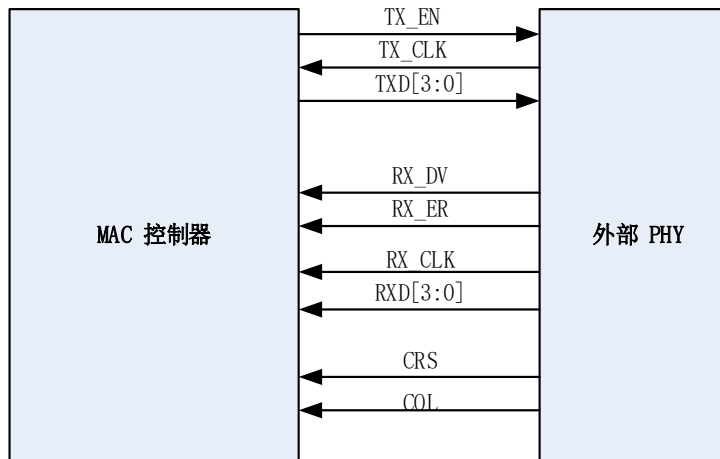 TX_EN
TX_CLK
TXD[3:0]
RX_DV
RX_ER
MAC 控制器
外部 PHY
RX_CLK
RXD[3:0]
CRS
COL